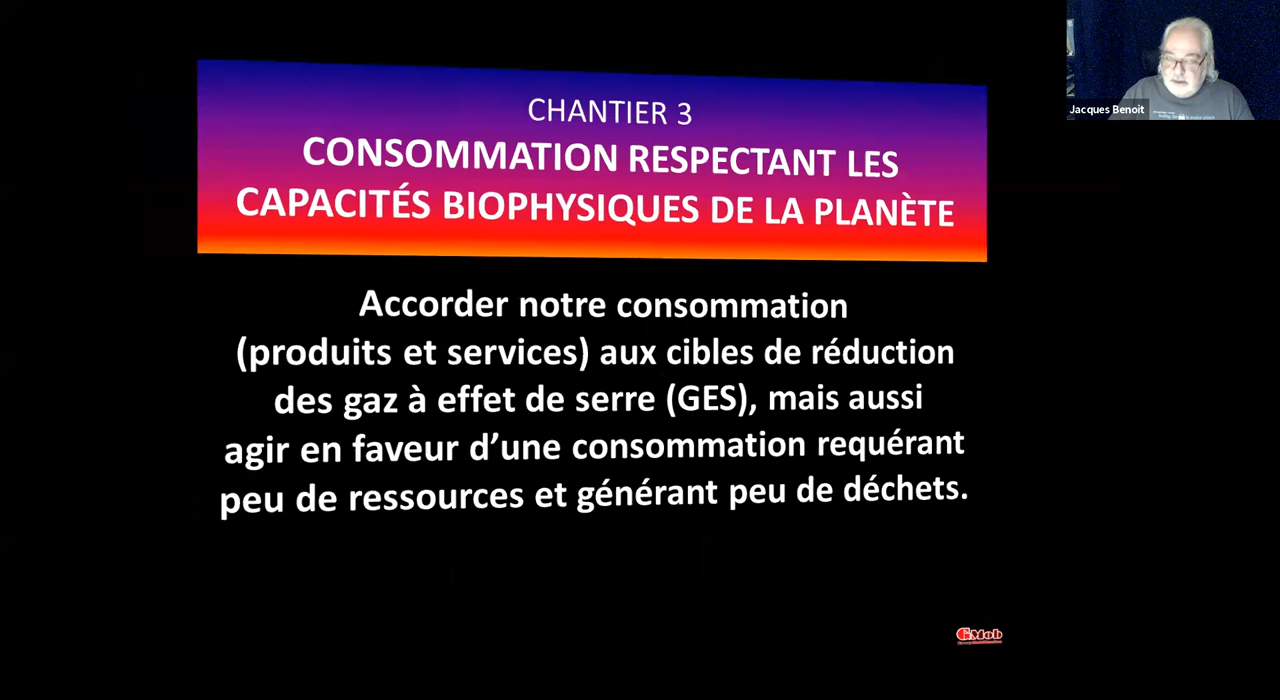 CHANTIER 3
CONSOMMATION RESPECTANT LES
CAPACITÉS BIOPHYSIQUES DE LA PLANÈTE
Accorder notre consommation
(produits et services) aux cibles de réduction
des gaz à effet de serre (GES), mais aussi
agir en faveur d’une consommation requérant
peu de ressources et générant peu de déchets.
Jacques Benoit
GMob